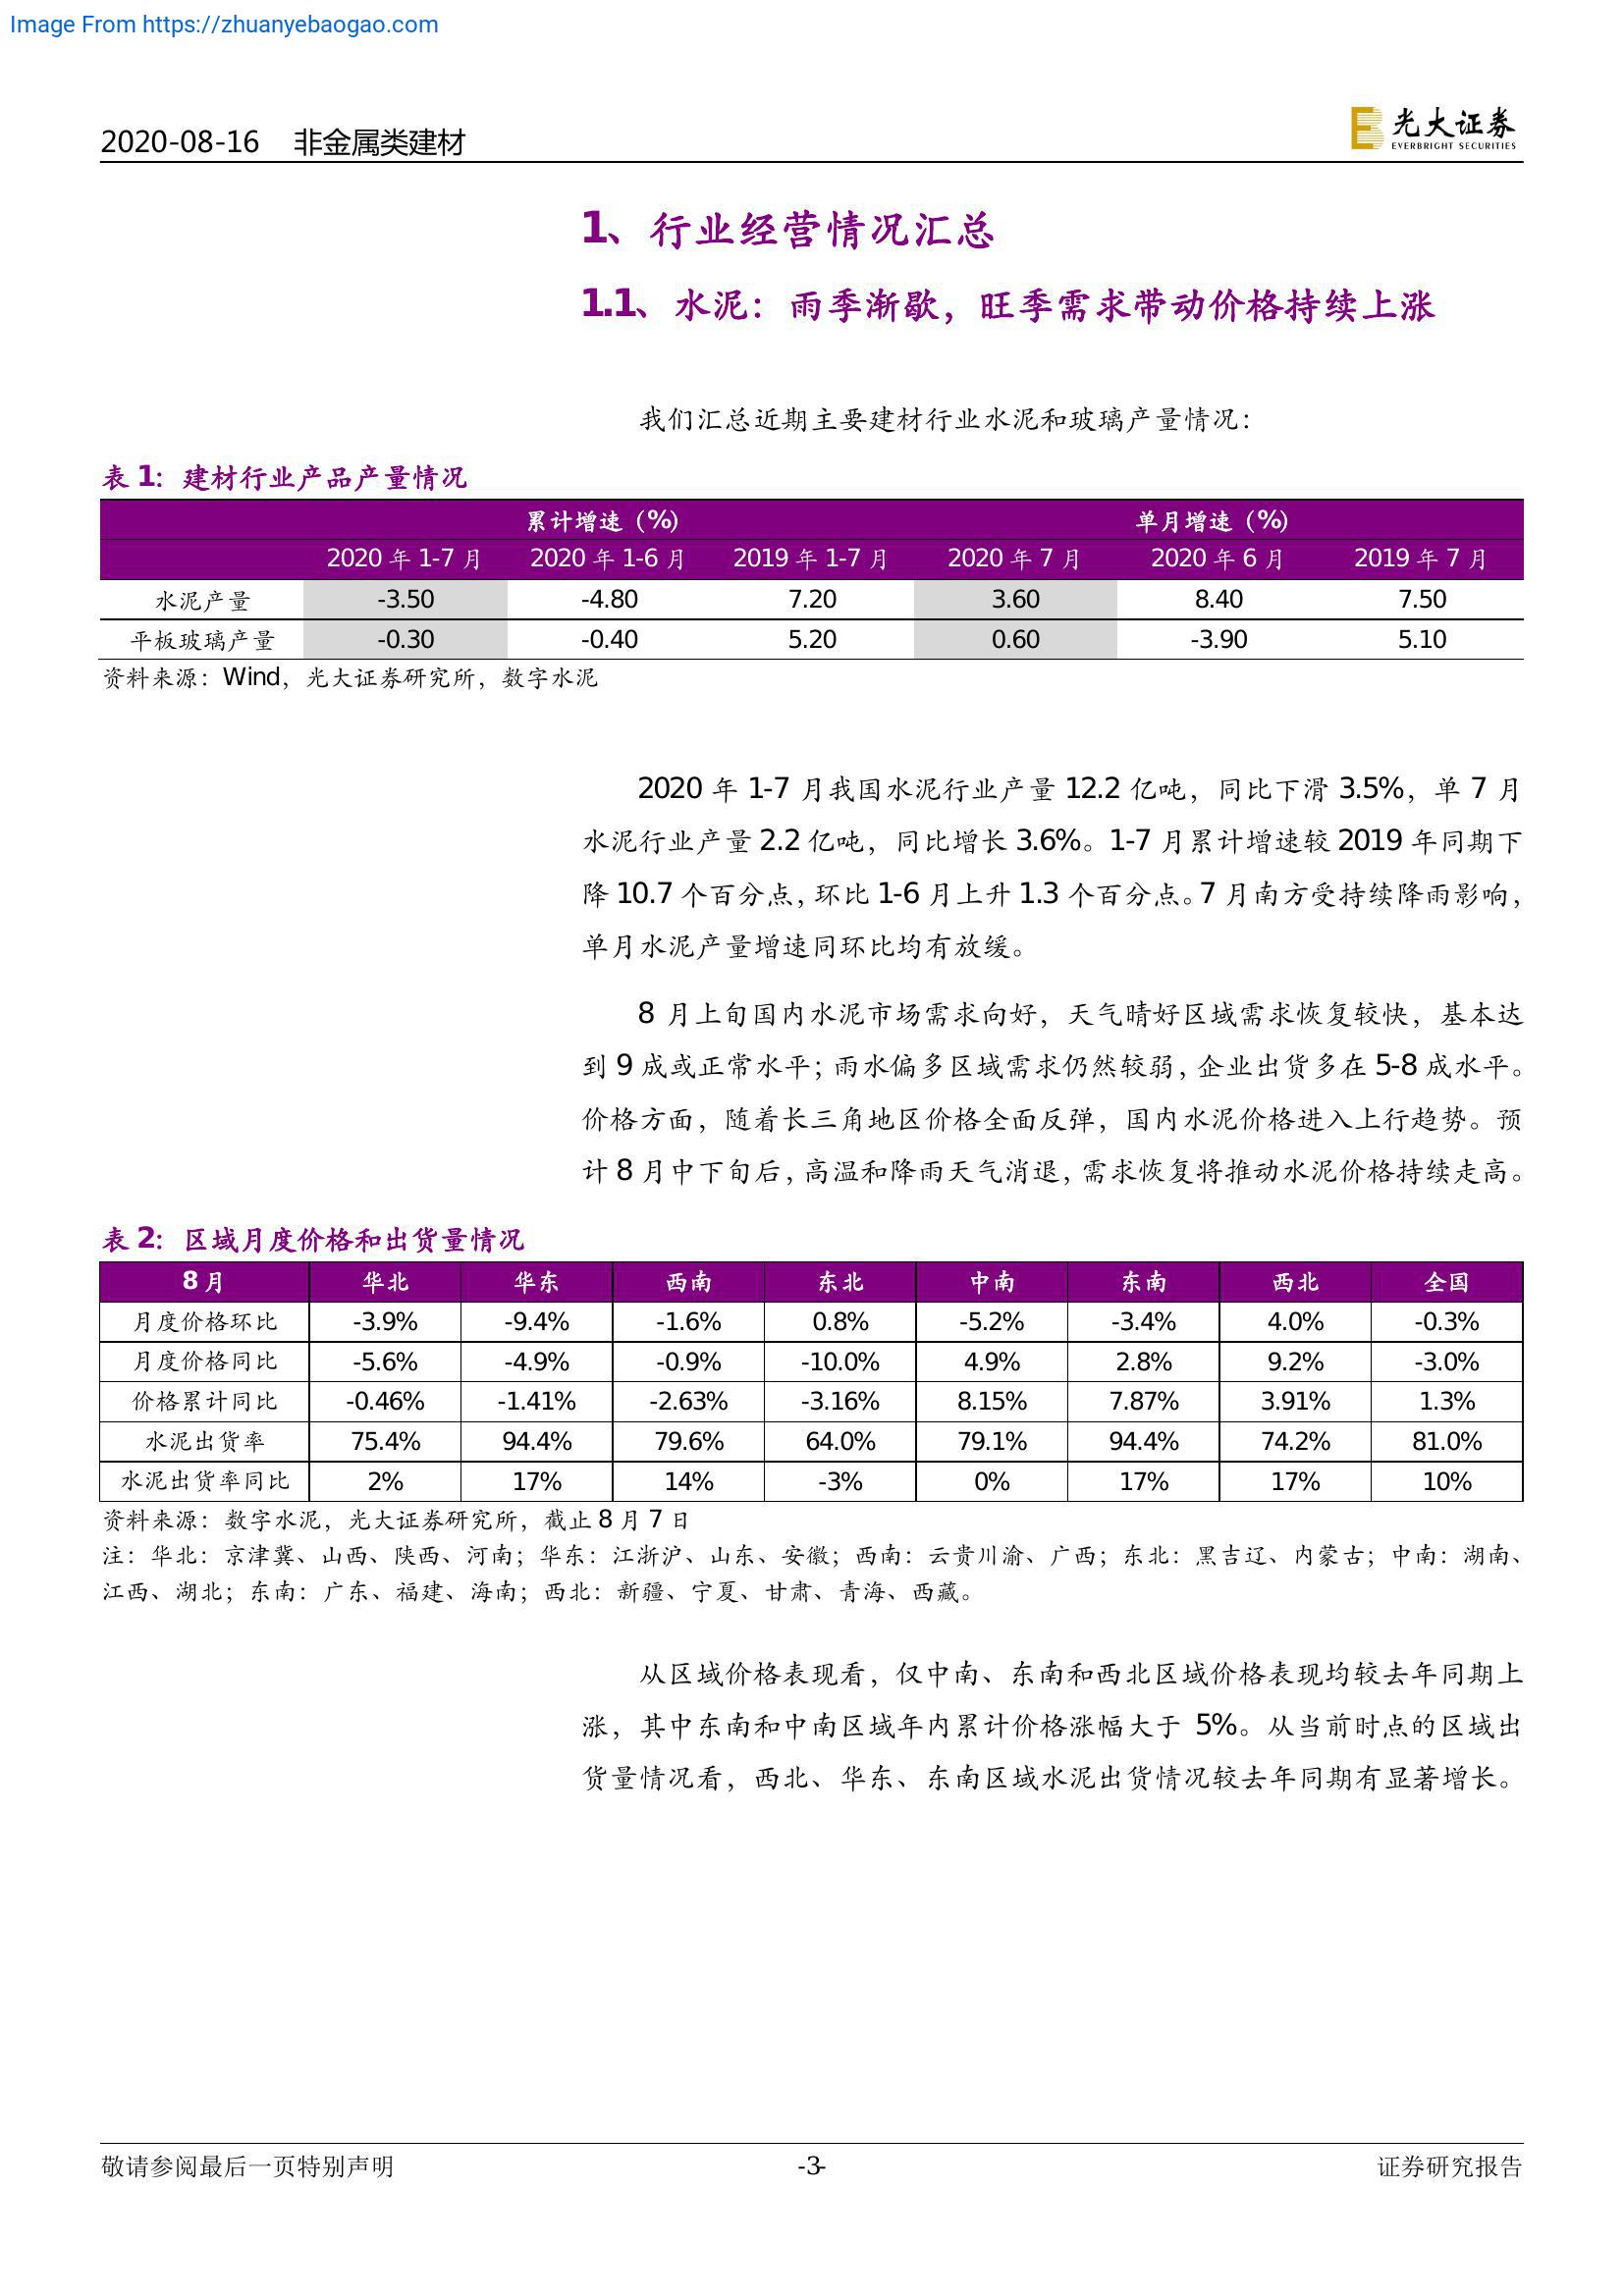 Image From https://zhuanyebaogao.com
2020-08-16 非金属类建材
光大证券
EVERBRIGHT SECURITIES
1、行业经营情况汇总
1.1、水泥：雨季渐歇，旺季需求带动价格持续上涨
我们汇总近期主要建材行业水泥和玻璃产量情况：
表 1：建材行业产品产量情况
累计增速（%） 单月增速（%）
2020 年 1-7 月 2020 年 1-6 月 2019 年 1-7 月 2020 年 7 月 2020 年 6 月 2019 年 7 月
水泥产量 -3.50 -4.80 7.20 3.60 8.40 7.50
平板玻璃产量 -0.30 -0.40 5.20 0.60 -3.90 5.10
资料来源：Wind，光大证券研究所，数字水泥
2020 年 1-7 月我国水泥行业产量 12.2 亿吨，同比下滑 3.5%，单 7 月
水泥行业产量 2.2 亿吨，同比增长 3.6%。1-7 月累计增速较 2019 年同期下
降 10.7 个百分点，环比 1-6 月上升 1.3 个百分点。7 月南方受持续降雨影响，
单月水泥产量增速同环比均有放缓。
8 月上旬国内水泥市场需求向好，天气晴好区域需求恢复较快，基本达
到 9 成或正常水平；雨水偏多区域需求仍然较弱，企业出货多在 5-8 成水平。
价格方面，随着长三角地区价格全面反弹，国内水泥价格进入上行趋势。预
计 8 月中下旬后，高温和降雨天气消退，需求恢复将推动水泥价格持续走高。
表 2：区域月度价格和出货量情况
8 月 华北 华东 西南 东北 中南 东南 西北 全国
月度价格环比 -3.9% -9.4% -1.6% 0.8% -5.2% -3.4% 4.0% -0.3%
月度价格同比 -5.6% -4.9% -0.9% -10.0% 4.9% 2.8% 9.2% -3.0%
价格累计同比 -0.46% -1.41% -2.63% -3.16% 8.15% 7.87% 3.91% 1.3%
水泥出货率 75.4% 94.4% 79.6% 64.0% 79.1% 94.4% 74.2% 81.0%
水泥出货率同比 2% 17% 14% -3% 0% 17% 17% 10%
资料来源：数字水泥，光大证券研究所，截止 8 月 7 日
注：华北：京津冀、山西、陕西、河南；华东：江浙沪、山东、安徽；西南：云贵川渝、广西；东北：黑吉辽、内蒙古；中南：湖南、
江西、湖北；东南：广东、福建、海南；西北：新疆、宁夏、甘肃、青海、西藏。
从区域价格表现看，仅中南、东南和西北区域价格表现均较去年同期上
涨，其中东南和中南区域年内累计价格涨幅大于 5%。从当前时点的区域出
货量情况看，西北、华东、东南区域水泥出货情况较去年同期有显著增长。
敬请参阅最后一页特别声明 -3- 证券研究报告